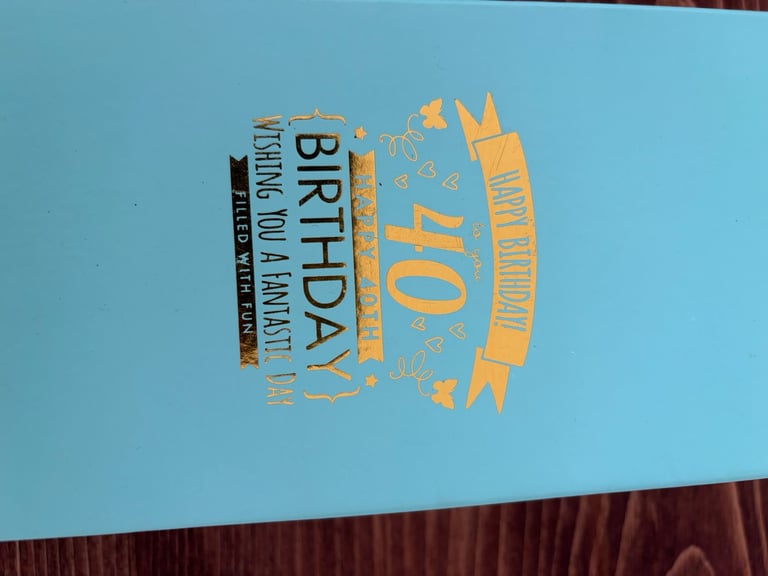 HAPPY BIRTHDAY!
to you
40
HAPPY 40TH
{BIRTHDAY}
WISHING YOU A FANTASTIC DAY
FILLED WITH FUN